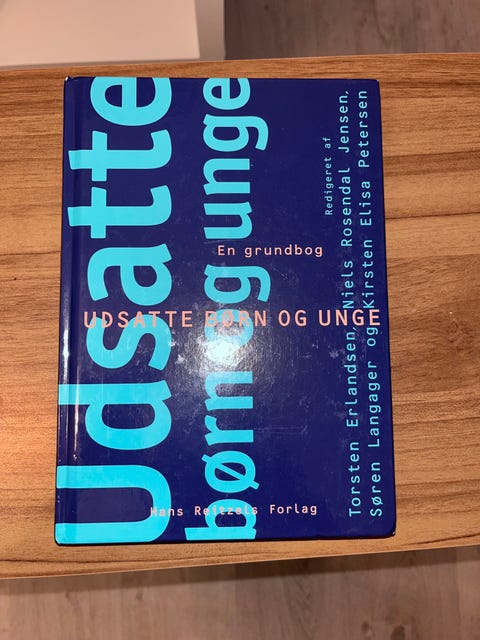 Udsatte
børn og unge
Redigeret af
Torsten Erlandsen, Niels Rosendal Jensen,
Søren Langager og Kirsten Elisa Petersen
En grundbog
UDSATTE BØRN OG UNGE
Hans Reitzels Forlag